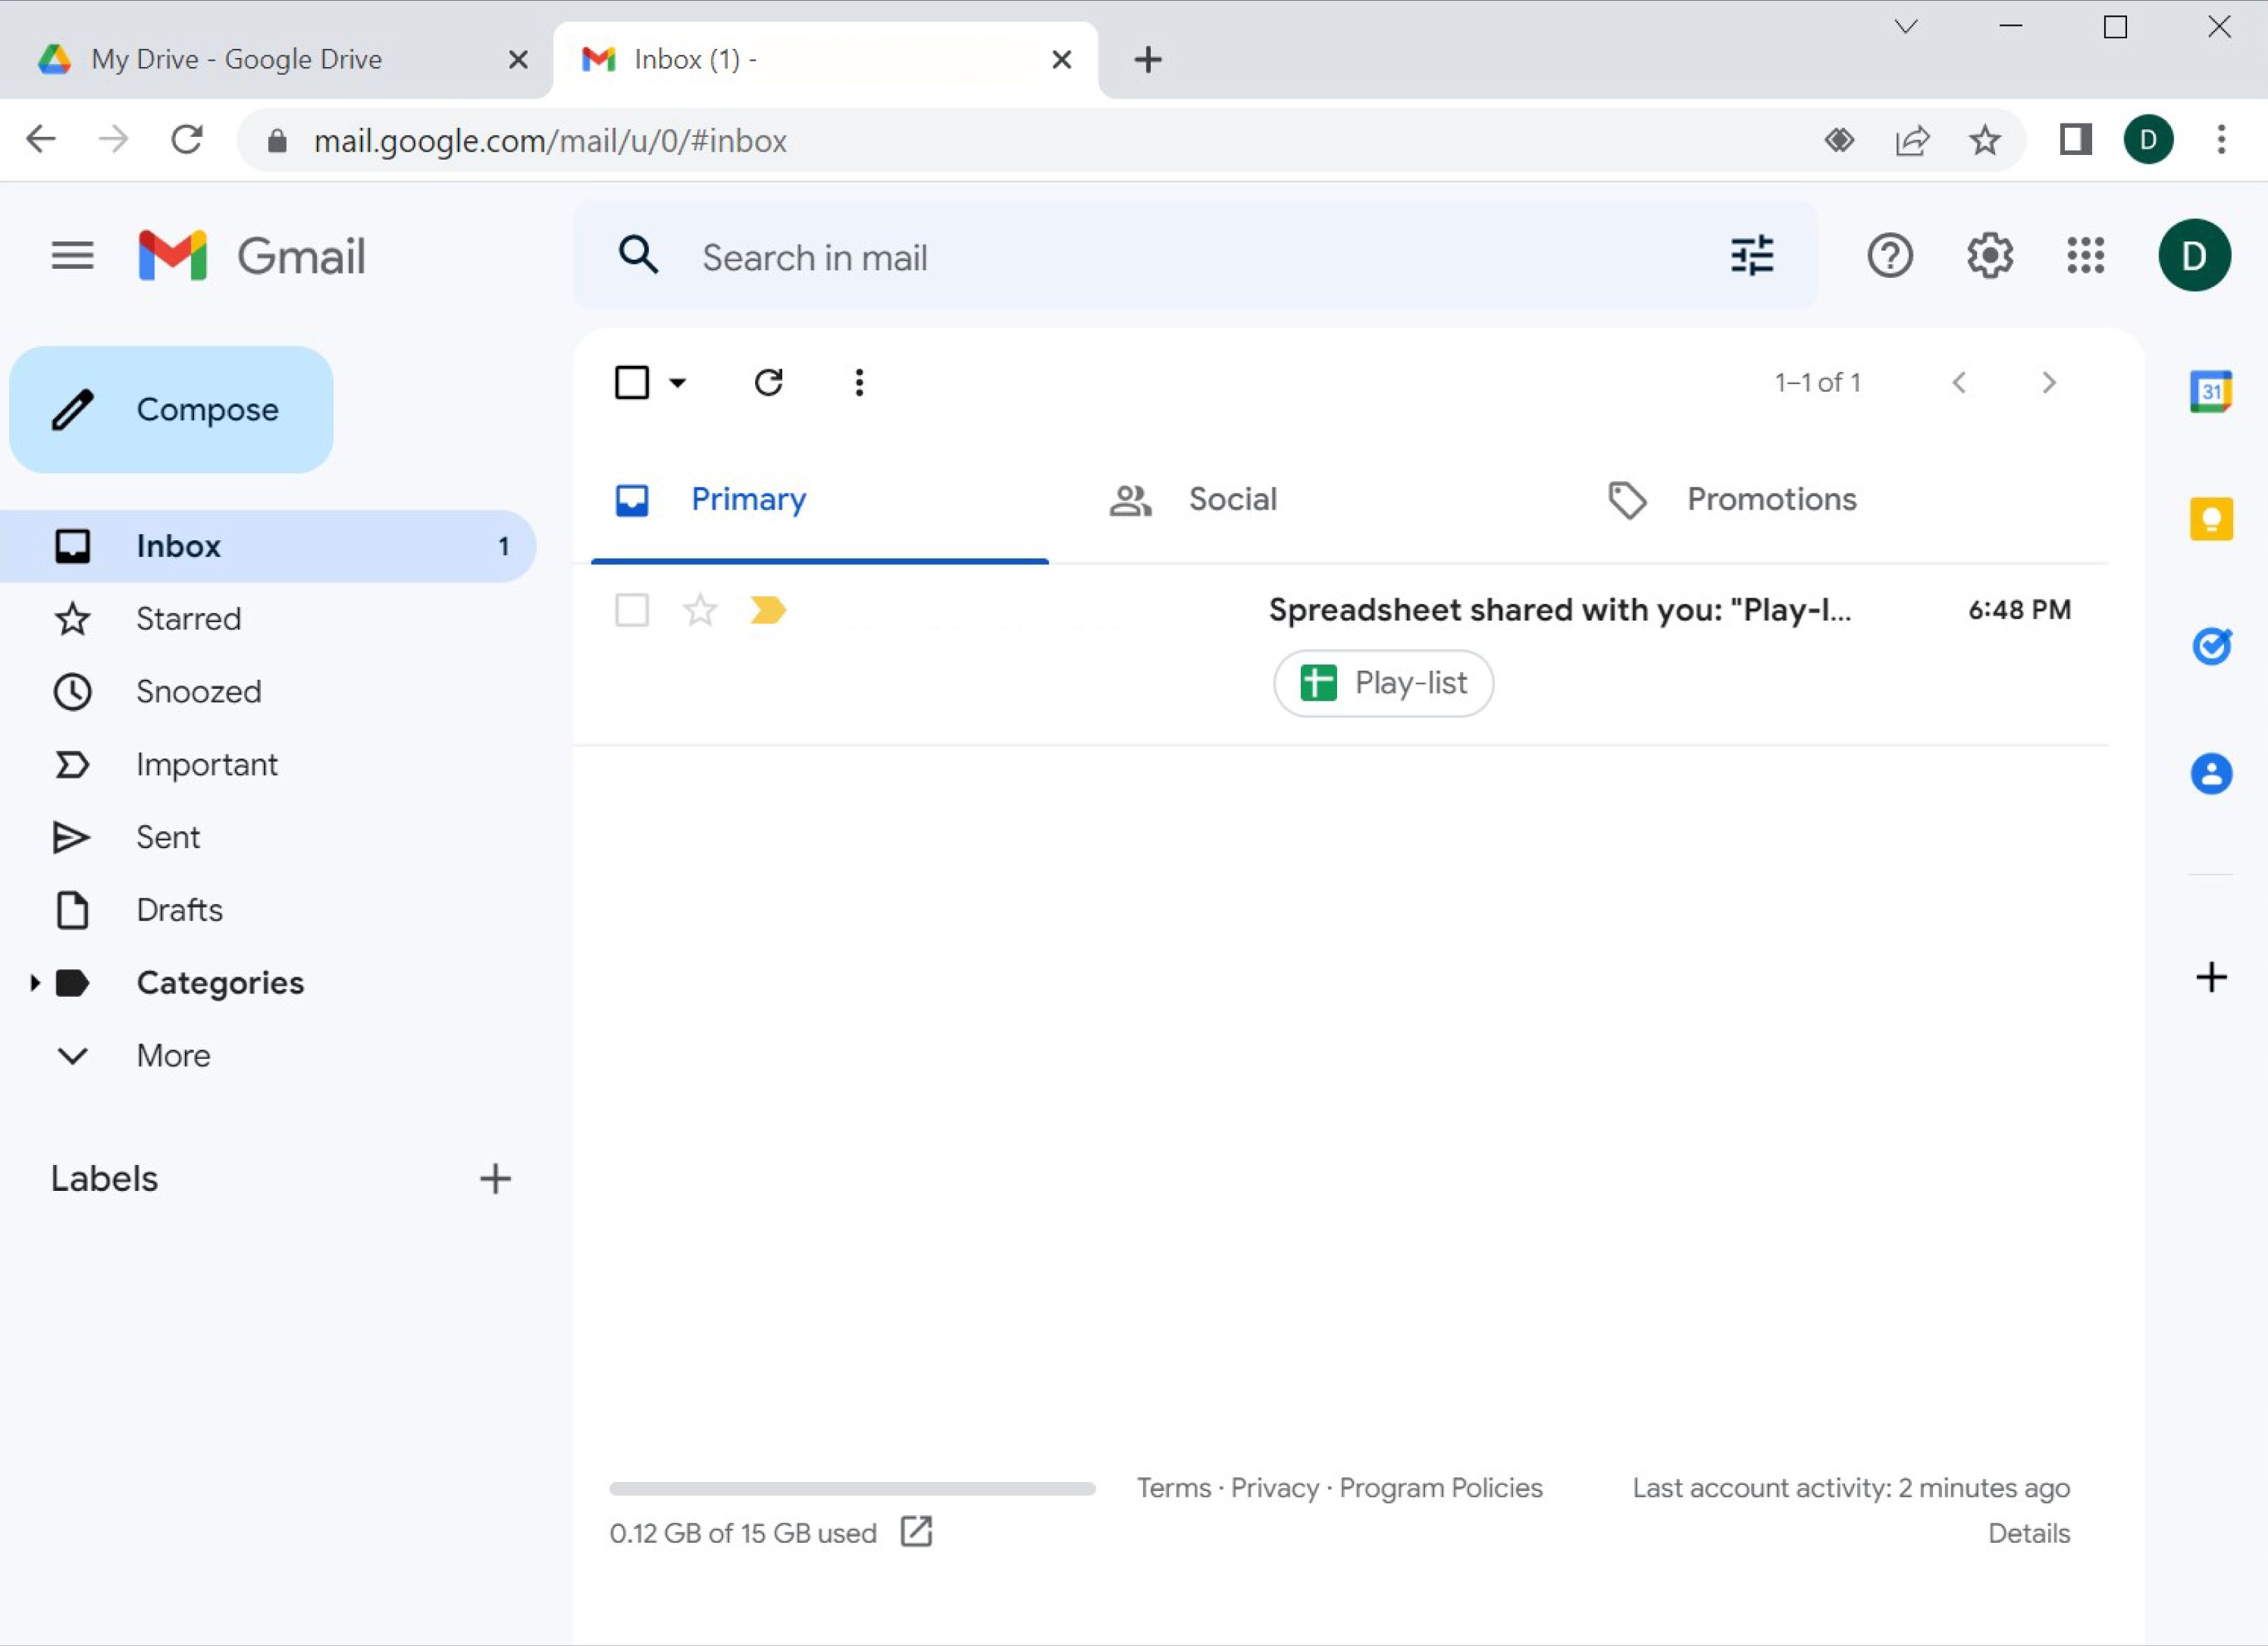 My Drive - Google Drive
Inbox (1) -
mail.google.com/mail/u/0/#inbox
D
Gmail
Search in mail
D
Compose
1–1 of 1
31
Primary
Social
Promotions
Inbox 1
Starred
Snoozed
Important
Sent
Drafts
Categories
More
Labels
Spreadsheet shared with you: "Play-l... 6:48 PM
Play-list
Terms · Privacy · Program Policies
Last account activity: 2 minutes ago
0.12 GB of 15 GB used
Details